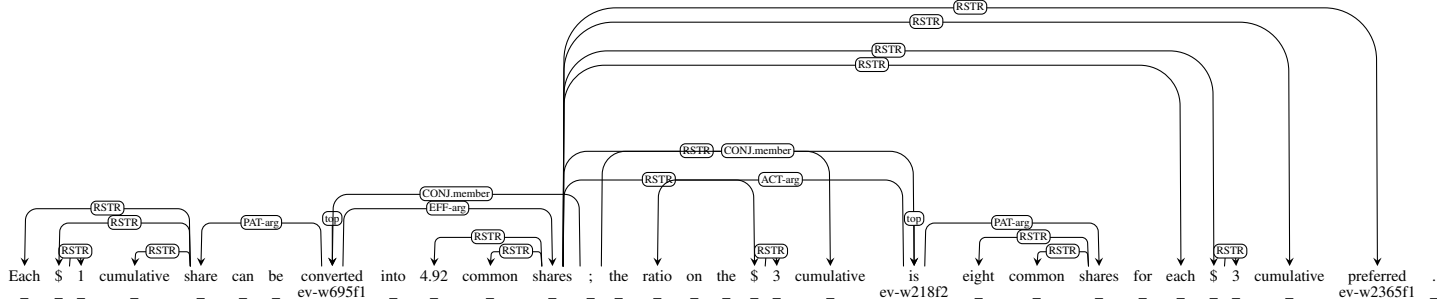 RSTR
RSTR
RSTR
RSTR
RSTR CONJ.member
RSTR ACT-arg
CONJ.member
RSTR EFF-arg
RSTR PAT-arg top top PAT-arg
RSTR RSTR
RSTR RSTR RSTR RSTR RSTR RSTR
Each $ 1 cumulative share can be converted into 4.92 common shares ; the ratio on the $ 3 cumulative is eight common shares for each $ 3 cumulative preferred .
_ _ _ _ _ _ _ ev-w695f1 _ _ _ _ _ _ _ _ _ _ _ _ ev-w218f2 _ _ _ _ _ _ _ _ ev-w2365f1 _